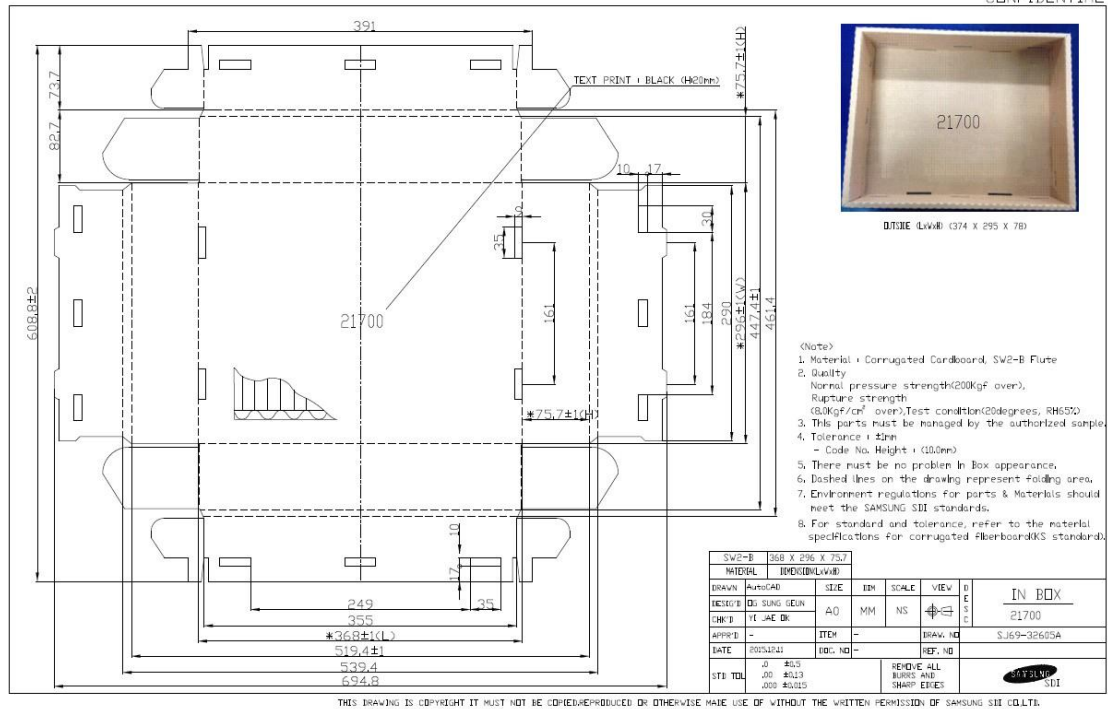 CONFIDENTIAL
391
73,7
82,7
*75,7±1(H)
TEXT PRINT : BLACK (H:20mm)
21700
OUTSIDE (LxWxH) (374 X 295 X 78)
10
17
30
9
35
161
161
184
290
*296±1(W)
447,4±1
461,4
608,8±2
21700
*75,7±1(H)
10
17
249
35
355
*368±1(L)
519,4±1
539,4
694,8
<Note>
1. Material : Corrugated Cardboard, SW2-B Flute
2. Quality
Normal pressure strength(200Kgf over),
Rupture strength
(8.0Kgf/cm² over),Test condition(20degrees, RH65%)
3. This parts must be managed by the authorized sample.
4. Tolerance : ±1mm
- Code No. Height : (10.0mm)
5. There must be no problem in Box appearance.
6. Dashed lines on the drawing represent folding area.
7. Environment regulations for parts & Materials should
meet the SAMSUNG SDI standards.
8. For standard and tolerance, refer to the material
specifications for corrugated fiberboard(KS standard).
SW2-B 368 X 296 X 75.7
MATERIAL DIMENSION(LxWxH)
DRAWN AutoCAD SIZE DIM SCALE VIEW DESC IN BOX
DESIG'D OG SUNG GEUN A0 MM NS 21700
CHK'D YI JAE OK
APPR'D - ITEM - DRAW. NO SJ69-32605A
DATE 2015.12.11 DOC. NO - REF. NO
STD TOL .0 ±0.5 REMOVE ALL
.00 ±0.13 BURRS AND
.000 ±0.015 SHARP EDGES
SAMSUNG SDI
THIS DRAWING IS COPYRIGHT IT MUST NOT BE COPIED,REPRODUCED OR OTHERWISE MADE USE OF WITHOUT THE WRITTEN PERMISSION OF SAMSUNG SDI CO.,LTD.